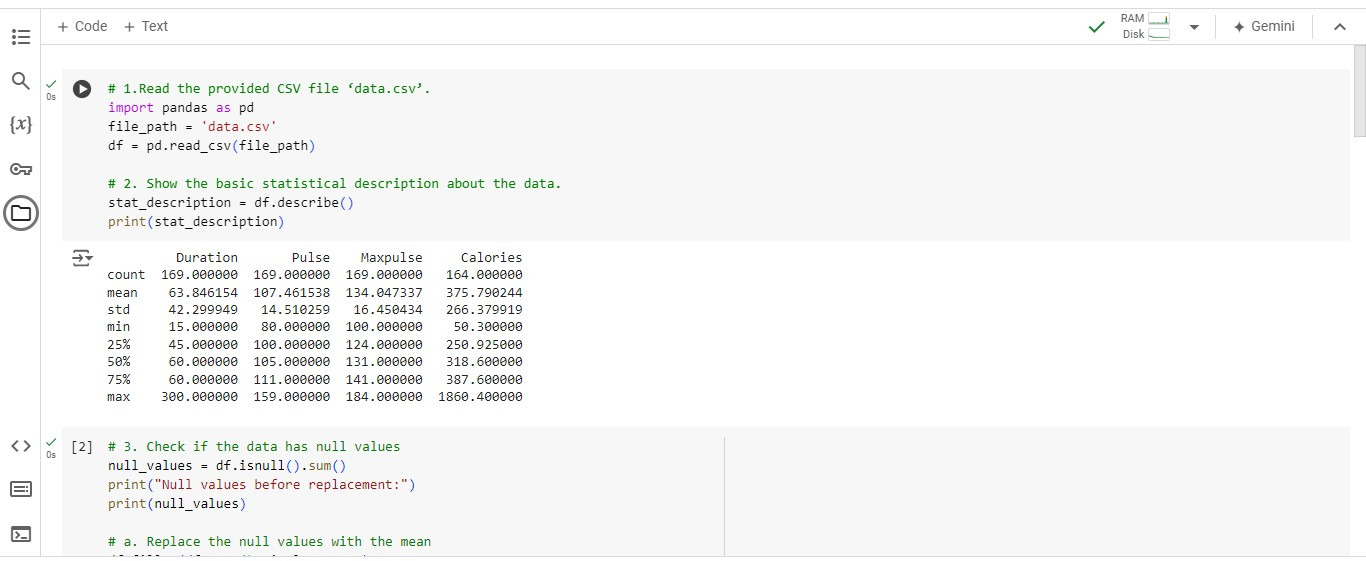 + Code + Text
RAM
Disk
Gemini
{x}
0s
# 1.Read the provided CSV file ‘data.csv’.
import pandas as pd
file_path = 'data.csv'
df = pd.read_csv(file_path)
# 2. Show the basic statistical description about the data.
stat_description = df.describe()
print(stat_description)
Duration Pulse Maxpulse Calories
count 169.000000 169.000000 169.000000 164.000000
mean 63.846154 107.461538 134.047337 375.790244
std 42.299949 14.510259 16.450434 266.379919
min 15.000000 80.000000 100.000000 50.300000
25% 45.000000 100.000000 124.000000 250.925000
50% 60.000000 105.000000 131.000000 318.600000
75% 60.000000 111.000000 141.000000 387.600000
max 300.000000 159.000000 184.000000 1860.400000
0s
[2] # 3. Check if the data has null values
null_values = df.isnull().sum()
print("Null values before replacement:")
print(null_values)
# a. Replace the null values with the mean